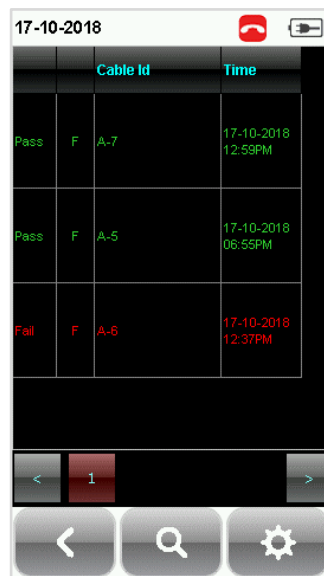 17-10-2018
Cable Id Time
Pass F A-7 17-10-2018
12:59PM
Pass F A-5 17-10-2018
06:55PM
Fail F A-6 17-10-2018
12:37PM
< 1 >